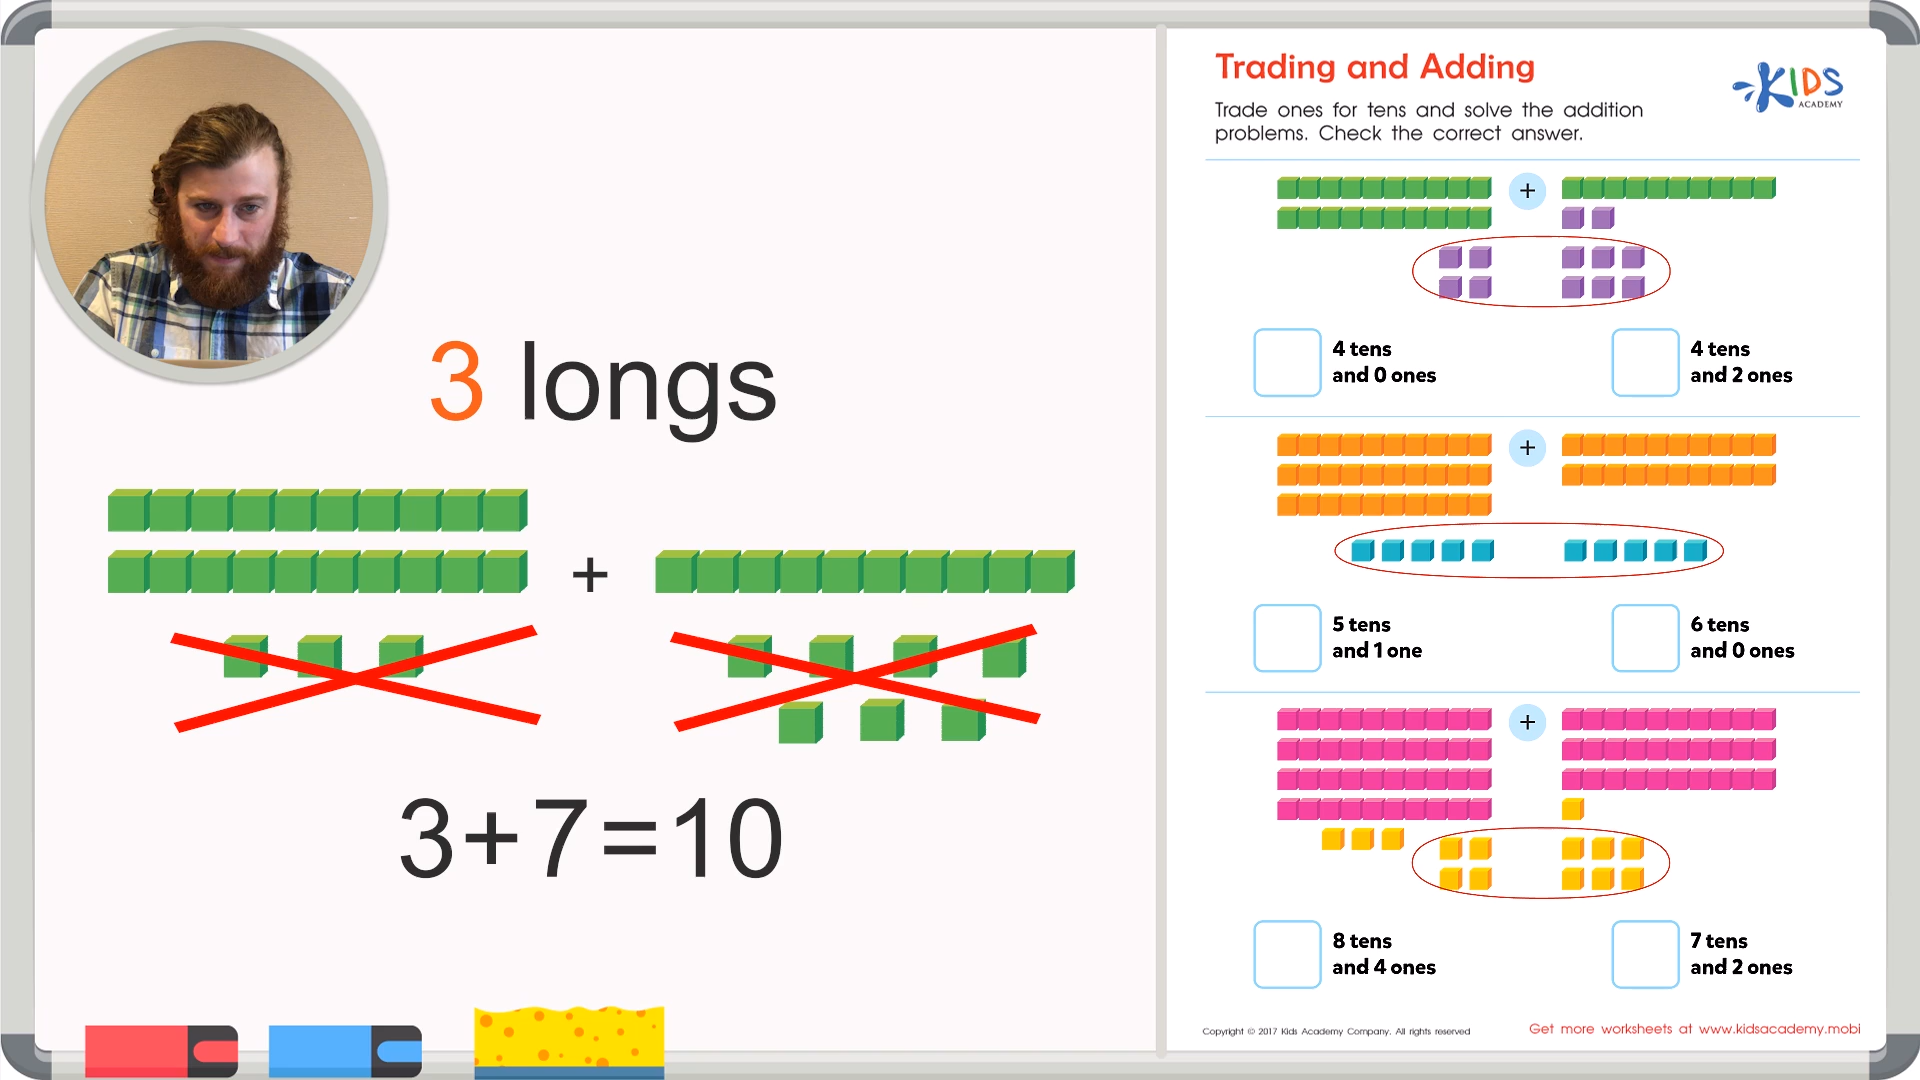 3 longs
+
3+7=10
Trading and Adding
KIDS
ACADEMY
Trade ones for tens and solve the addition
problems. Check the correct answer.
+
4 tens
and 0 ones
4 tens
and 2 ones
+
5 tens
and 1 one
6 tens
and 0 ones
+
8 tens
and 4 ones
7 tens
and 2 ones
Copyright © 2017 Kids Academy Company. All rights reserved
Get more worksheets at www.kidsacademy.mobi